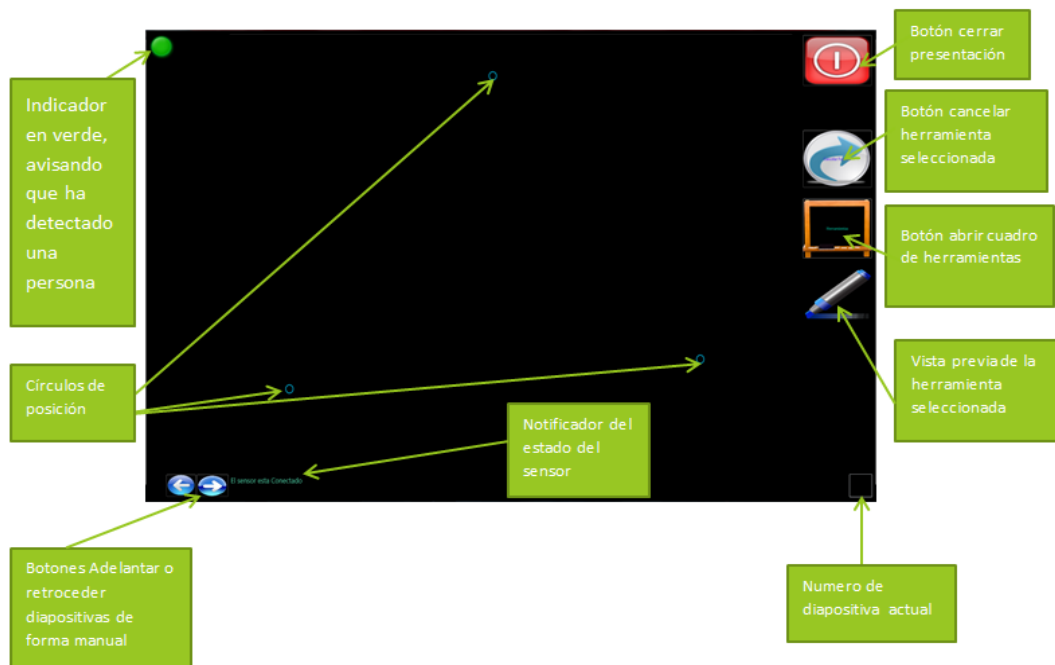 Indicador
en verde,
avisando
que ha
detectado
una
persona
Círculos de
posición
Botones Adelantar o
retroceder
diapositivas de
forma manual
El sensor esta Conectado
Notificador del
estado del
sensor
Botón cerrar
presentación
Botón cancelar
herramienta
seleccionada
Botón abrir cuadro
de herramientas
Vista previa de la
herramienta
seleccionada
Numero de
diapositiva actual